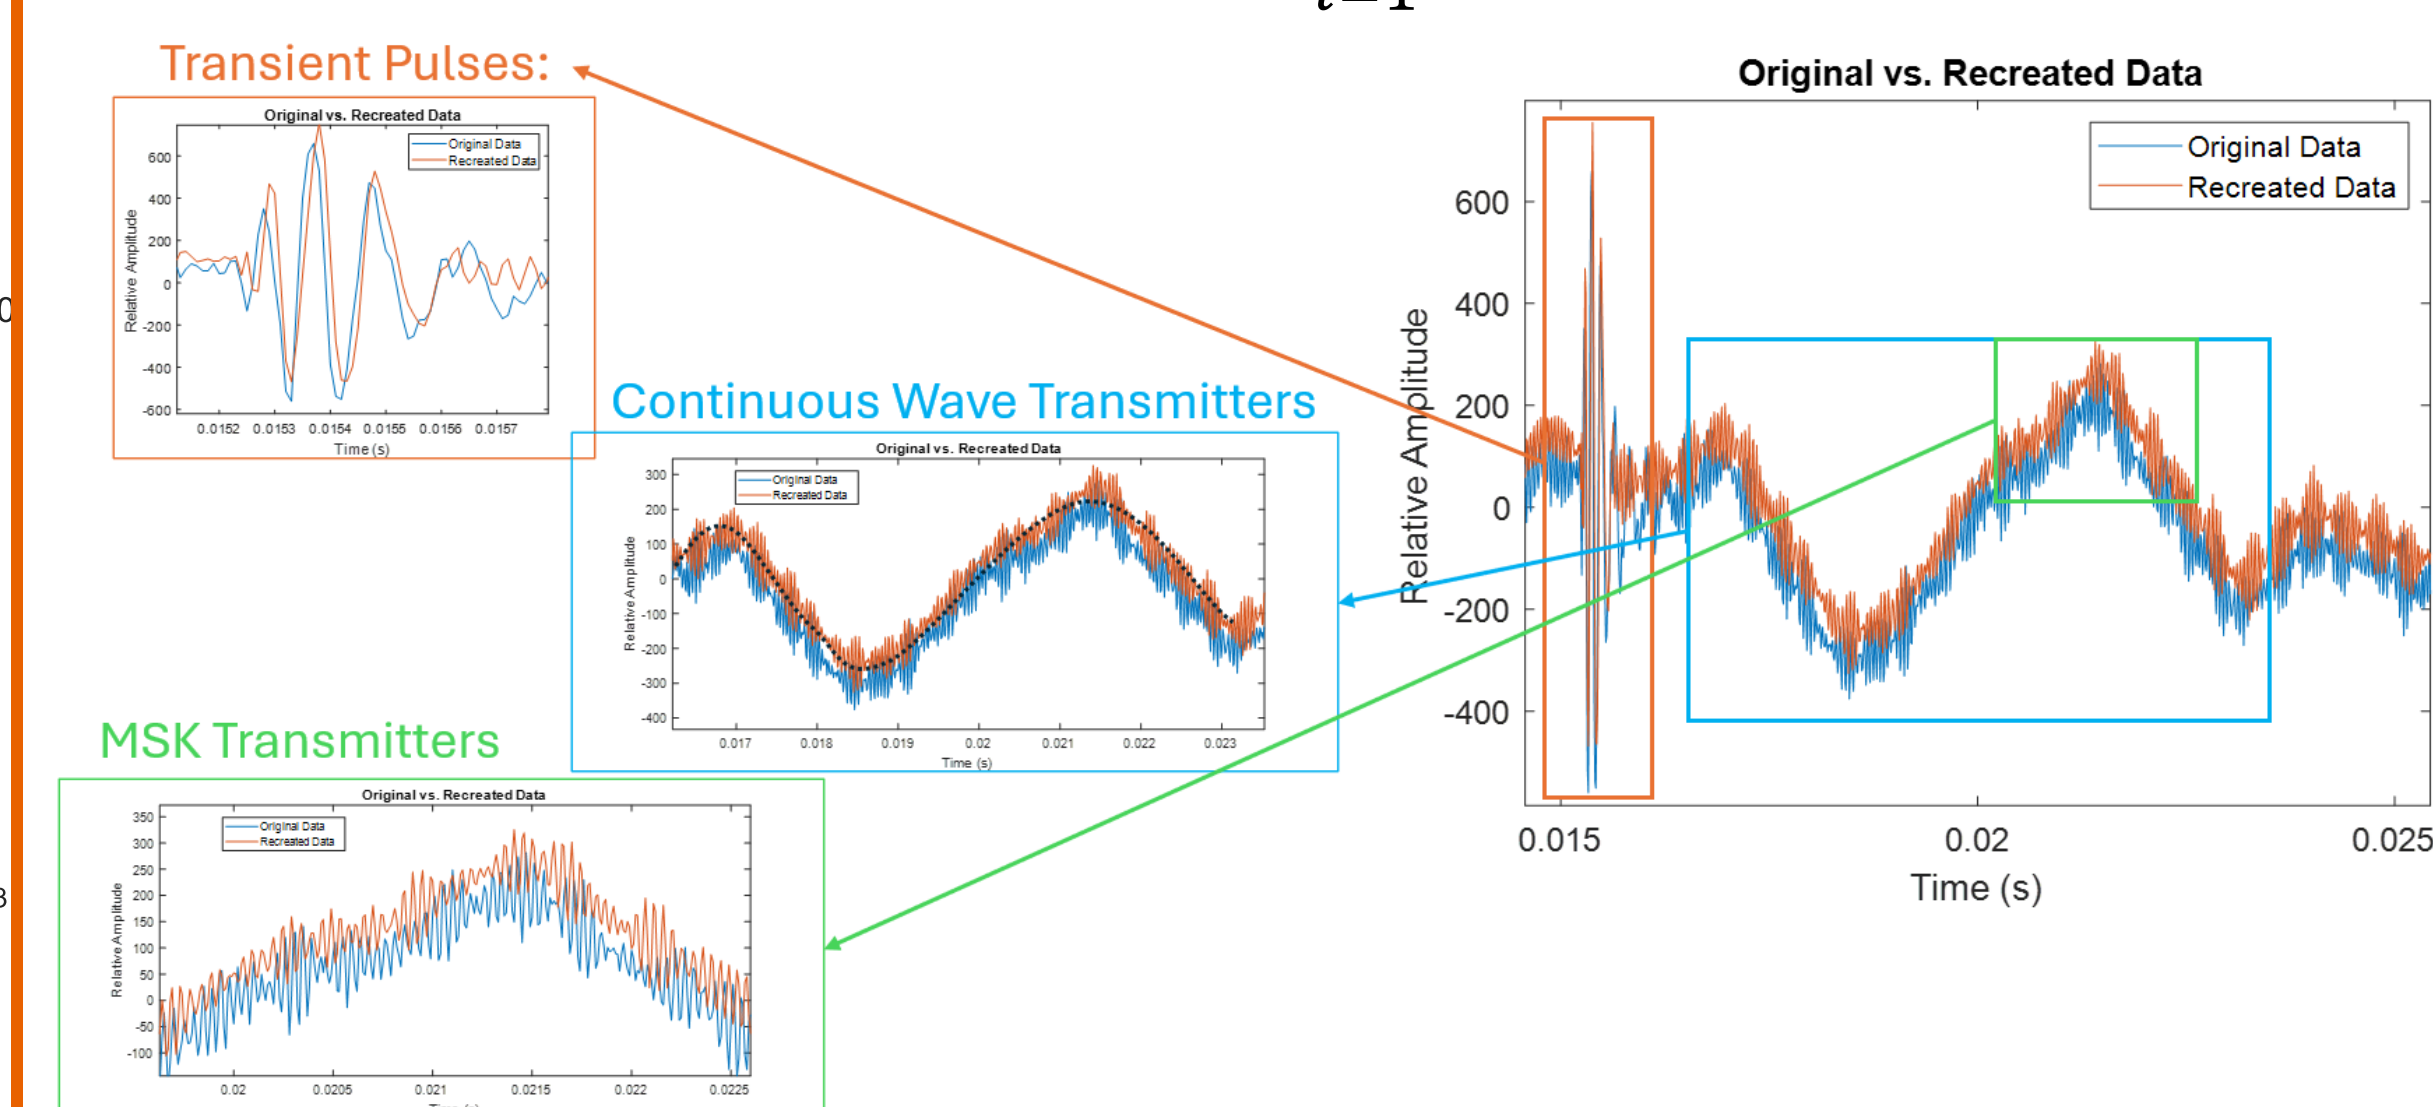 Transient Pulses:
Original vs. Recreated Data
Original Data
Recreated Data
600
400
200
0
-200
-400
-600
Relative Amplitude
0.0152 0.0153 0.0154 0.0155 0.0156 0.0157
Time (s)
Continuous Wave Transmitters
Original vs. Recreated Data
Original Data
Recreated Data
300
200
100
0
-100
-200
-300
-400
Relative Amplitude
0.017 0.018 0.019 0.02 0.021 0.022 0.023
Time (s)
MSK Transmitters
Original vs. Recreated Data
Original Data
Recreated Data
350
300
250
200
150
100
50
0
-50
-100
Relative Amplitude
0.02 0.0205 0.021 0.0215 0.022 0.0225
Original vs. Recreated Data
Original Data
Recreated Data
600
400
200
0
-200
-400
Relative Amplitude
0.015 0.02 0.025
Time (s)